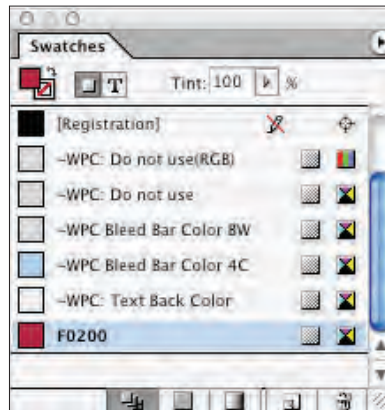 Swatches
T Tint: 100 %
[Registration]
~WPC: Do not use(RGB)
~WPC: Do not use
~WPC Bleed Bar Color BW
~WPC Bleed Bar Color 4C
~WPC: Text Back Color
F0200